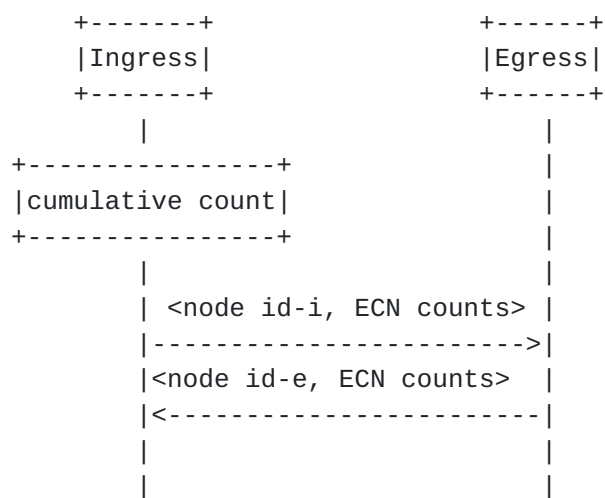 +-------+                 +------+
|Ingress|                 |Egress|
+-------+                 +------+
    |                         |
+----------------+            |
|cumulative count|            |
+----------------+            |
    |                         |
    | <node id-i, ECN counts> |
    |------------------------>|
    |<node id-e, ECN counts>  |
    |<------------------------|
    |                         |
    |                         |